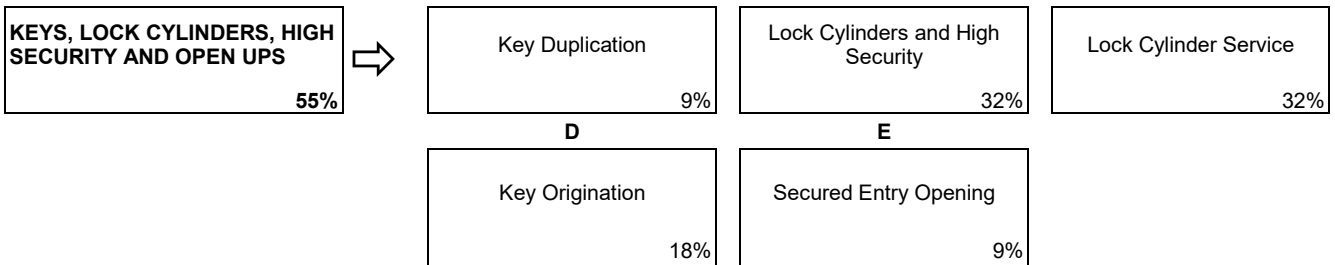 KEYS, LOCK CYLINDERS, HIGH
SECURITY AND OPEN UPS
55%
Key Duplication
9%
Lock Cylinders and High
Security
32%
Lock Cylinder Service
32%
D
E
Key Origination
18%
Secured Entry Opening
9%